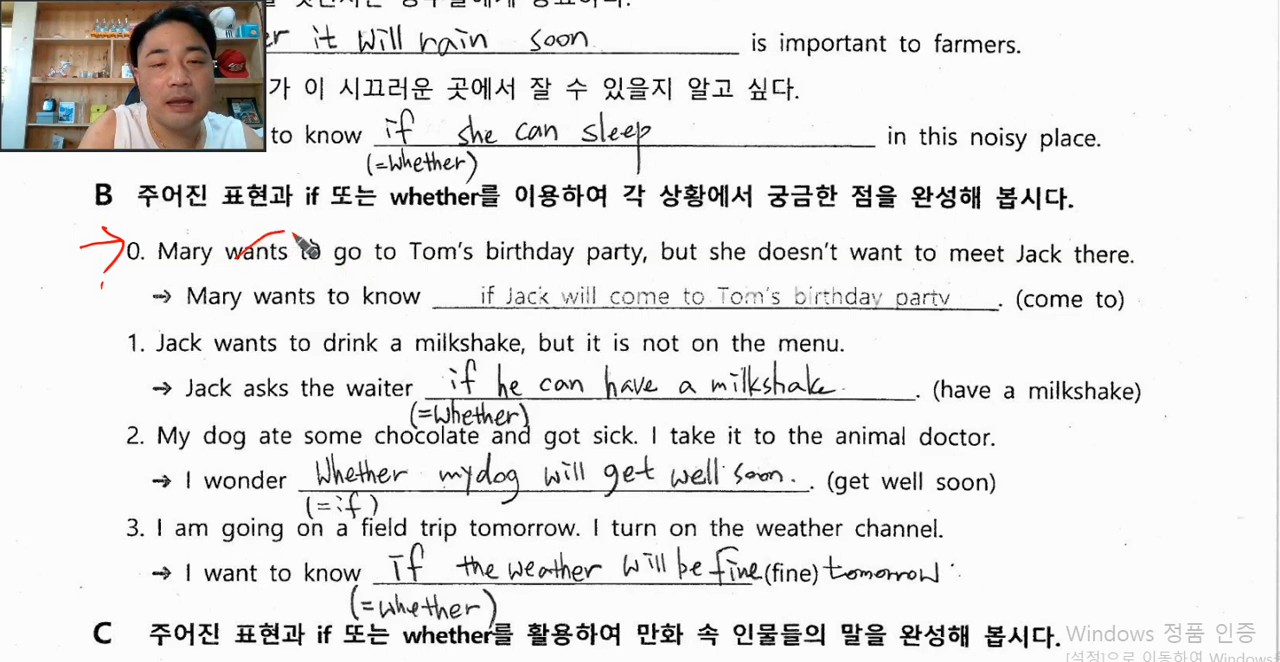 er it will rain soon is important to farmers.
가 이 시끄러운 곳에서 잘 수 있을지 알고 싶다.
to know if she can sleep in this noisy place.
(=whether)
B 주어진 표현과 if 또는 whether를 이용하여 각 상황에서 궁금한 점을 완성해 봅시다.
0. Mary wants to go to Tom's birthday party, but she doesn't want to meet Jack there.
→ Mary wants to know if Jack will come to Tom's birthday party. (come to)
1. Jack wants to drink a milkshake, but it is not on the menu.
→ Jack asks the waiter if he can have a milkshake. (have a milkshake)
(=whether)
2. My dog ate some chocolate and got sick. I take it to the animal doctor.
→ I wonder Whether my dog will get well soon. (get well soon)
(=if)
3. I am going on a field trip tomorrow. I turn on the weather channel.
→ I want to know if the weather will be fine (fine) tomorrow.
(=whether)
C 주어진 표현과 if 또는 whether를 활용하여 만화 속 인물들의 말을 완성해 봅시다.
Windows 정품 인증
[설정]으로 이동하여 Windows